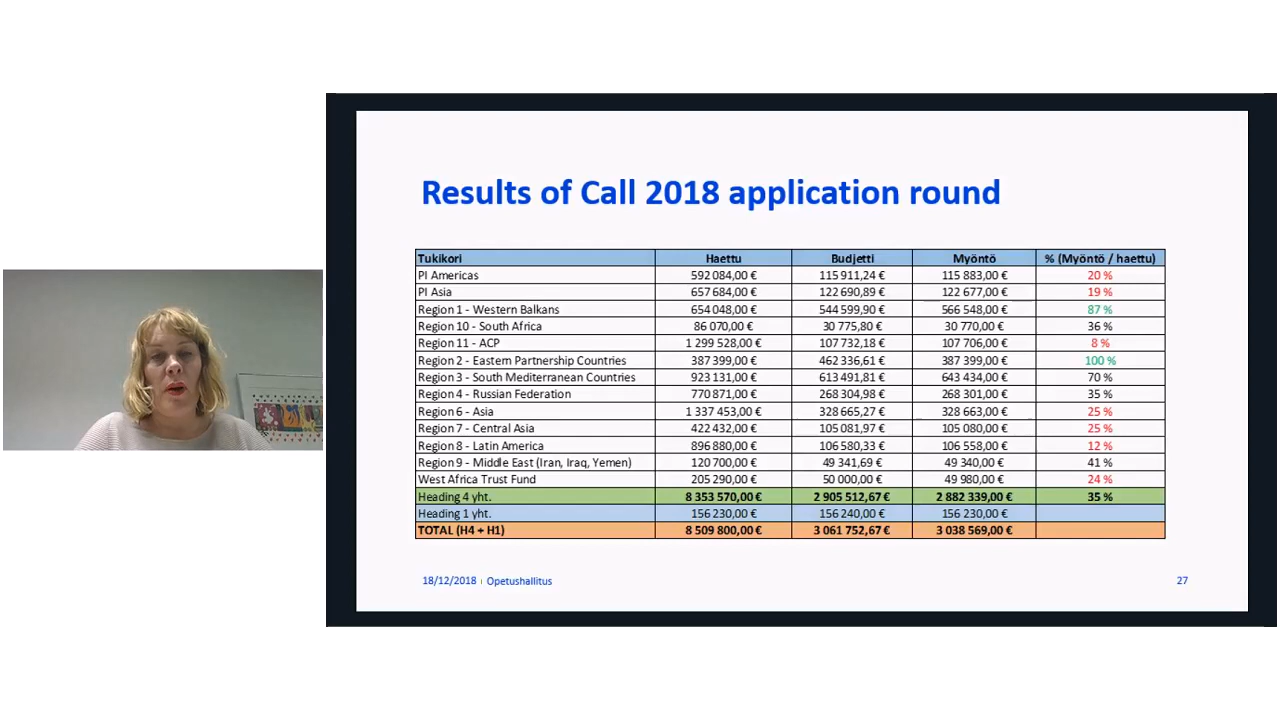 Results of Call 2018 application round
Tukikori Haettu Budjetti Myöntö % (Myöntö / haettu)
PI Americas 592 084,00 € 115 911,24 € 115 883,00 € 20 %
PI Asia 657 684,00 € 122 690,89 € 122 677,00 € 19 %
Region 1 - Western Balkans 654 048,00 € 544 599,90 € 566 548,00 € 87 %
Region 10 - South Africa 86 070,00 € 30 775,80 € 30 770,00 € 36 %
Region 11 - ACP 1 299 528,00 € 107 732,18 € 107 706,00 € 8 %
Region 2 - Eastern Partnership Countries 387 399,00 € 462 336,61 € 387 399,00 € 100 %
Region 3 - South Mediterranean Countries 923 131,00 € 613 491,81 € 643 434,00 € 70 %
Region 4 - Russian Federation 770 871,00 € 268 304,98 € 268 301,00 € 35 %
Region 6 - Asia 1 337 453,00 € 328 665,27 € 328 663,00 € 25 %
Region 7 - Central Asia 422 432,00 € 105 081,97 € 105 080,00 € 25 %
Region 8 - Latin America 896 880,00 € 106 580,33 € 106 558,00 € 12 %
Region 9 - Middle East (Iran, Iraq, Yemen) 120 700,00 € 49 341,69 € 49 340,00 € 41 %
West Africa Trust Fund 205 290,00 € 50 000,00 € 49 980,00 € 24 %
Heading 4 yht. 8 353 570,00 € 2 905 512,67 € 2 882 339,00 € 35 %
Heading 1 yht. 156 230,00 € 156 240,00 € 156 230,00 €
TOTAL (H4 + H1) 8 509 800,00 € 3 061 752,67 € 3 038 569,00 €
18/12/2018 | Opetushallitus 27